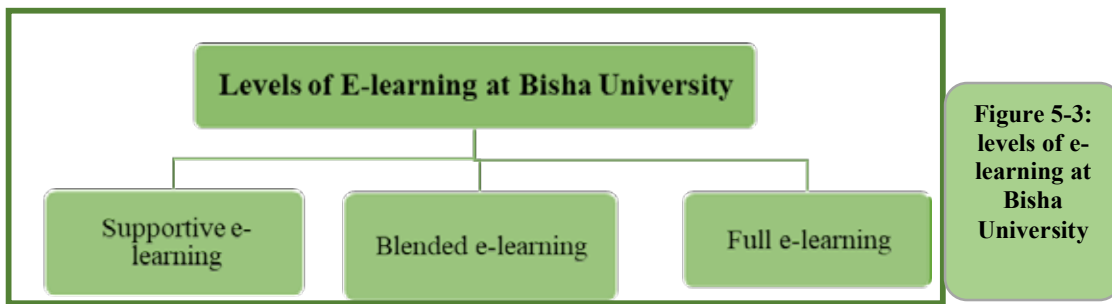 Levels of E-learning at Bisha University
Supportive e-
learning
Blended e-learning
Full e-learning
Figure 5-3:
levels of e-
learning at
Bisha
University